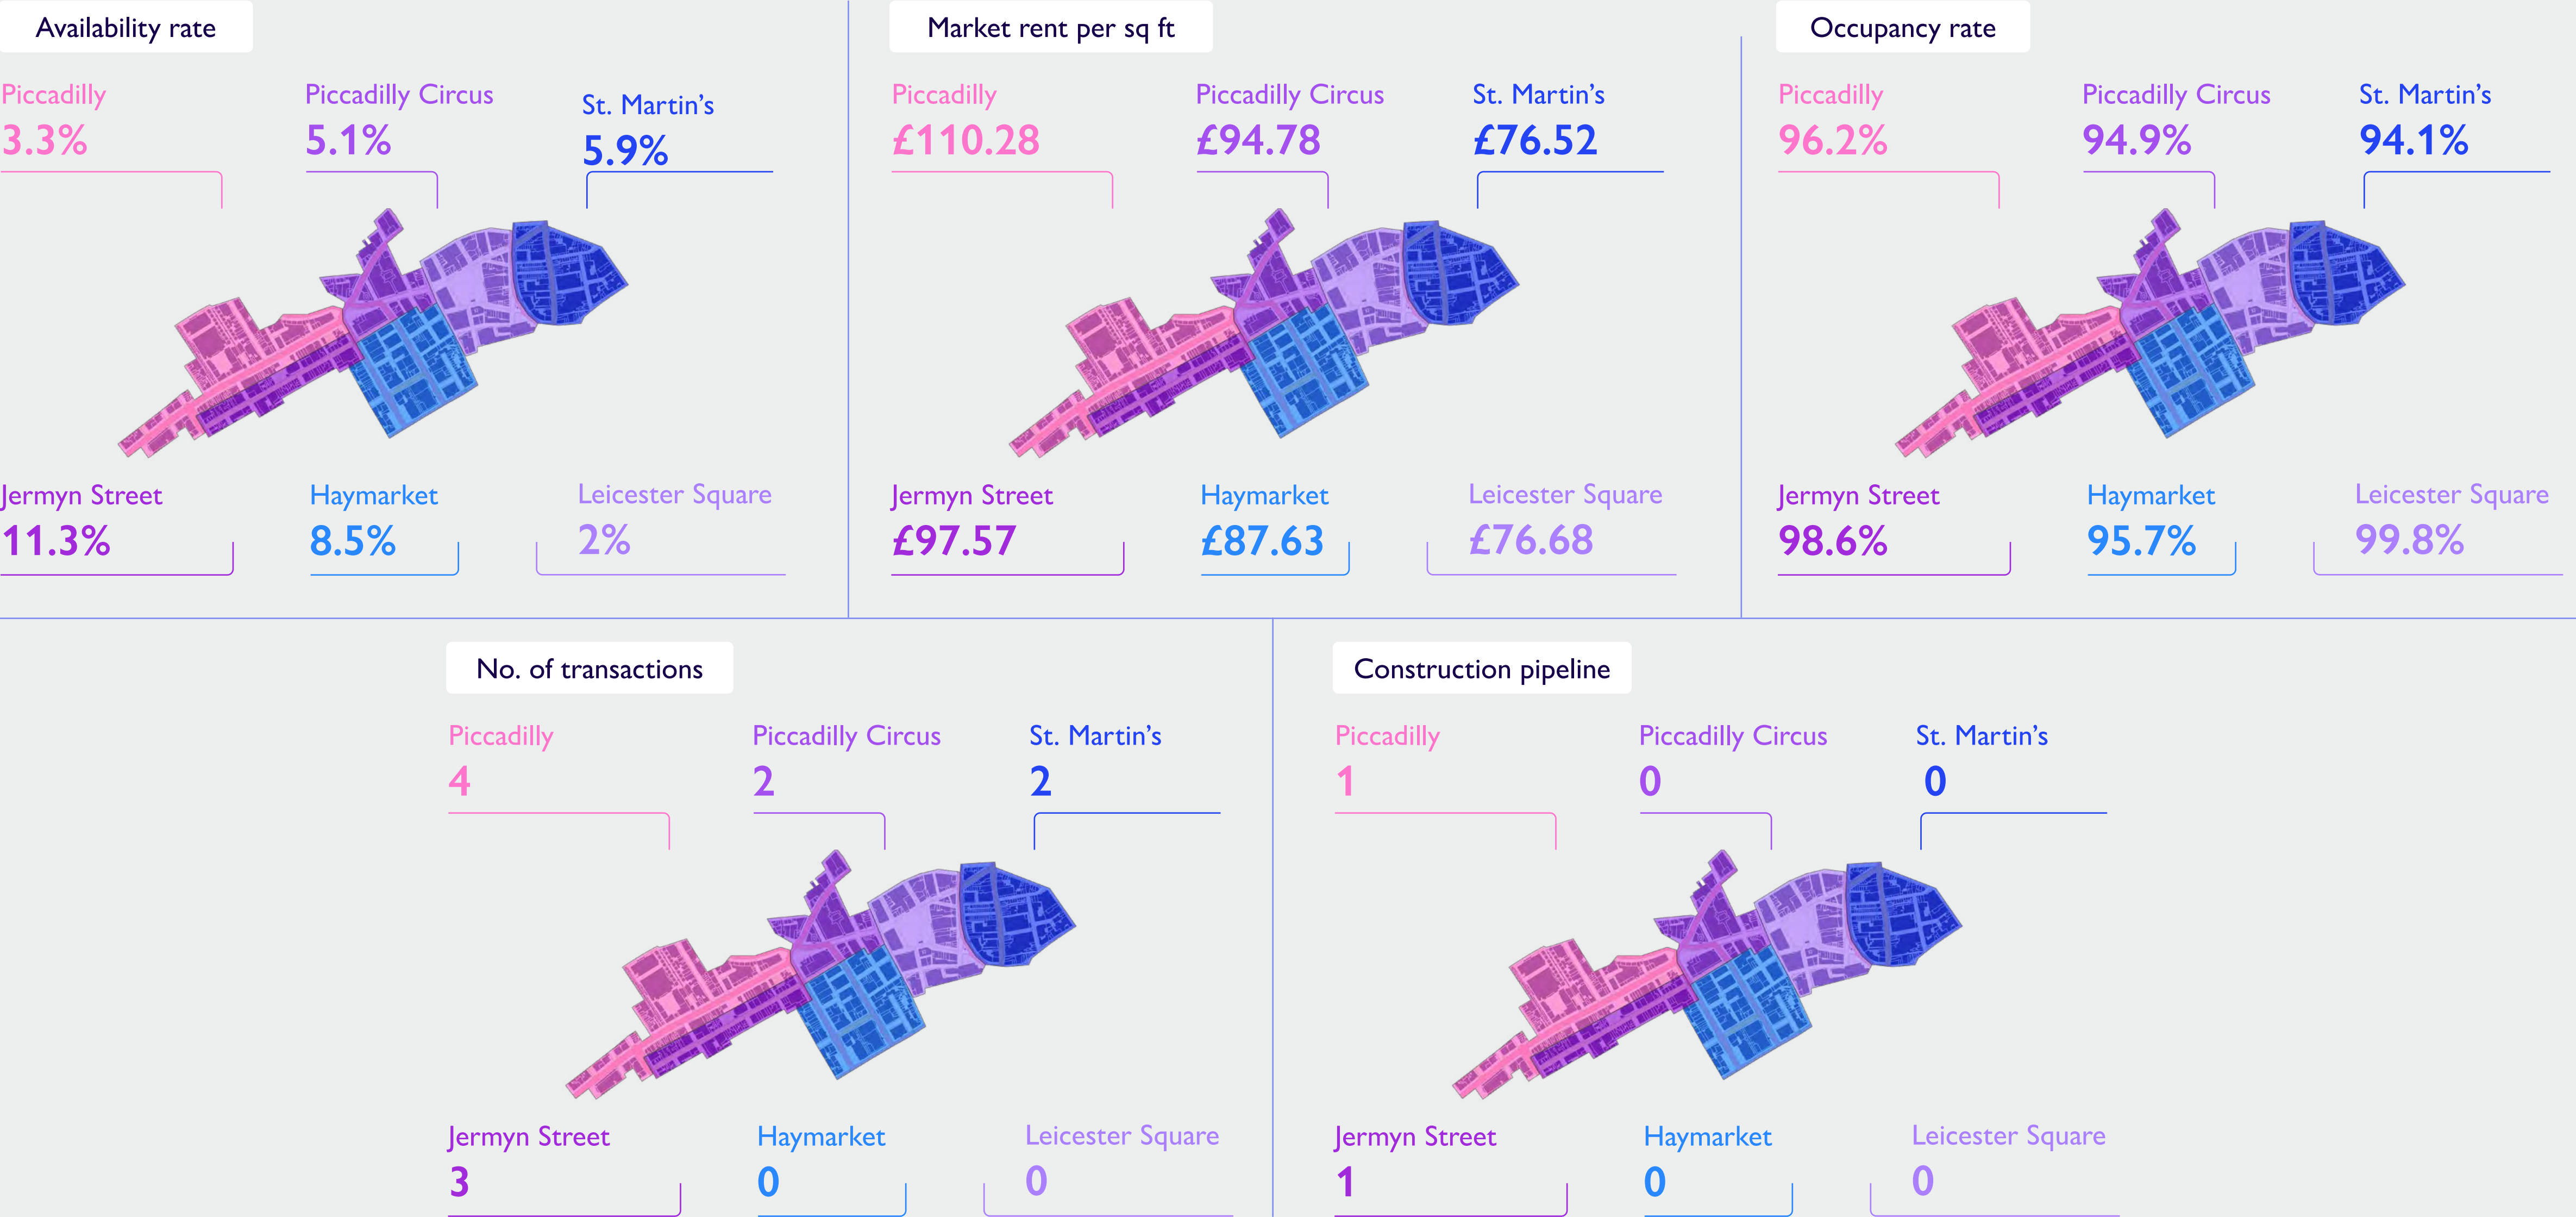 Availability rate
Piccadilly
3.3%
Piccadilly Circus
5.1%
St. Martin’s
5.9%
Jermyn Street
11.3%
Haymarket
8.5%
Leicester Square
2%
Market rent per sq ft
Piccadilly
£110.28
Piccadilly Circus
£94.78
St. Martin’s
£76.52
Jermyn Street
£97.57
Haymarket
£87.63
Leicester Square
£76.68
Occupancy rate
Piccadilly
96.2%
Piccadilly Circus
94.9%
St. Martin’s
94.1%
Jermyn Street
98.6%
Haymarket
95.7%
Leicester Square
99.8%
No. of transactions
Piccadilly
4
Piccadilly Circus
2
St. Martin’s
2
Jermyn Street
3
Haymarket
0
Leicester Square
0
Construction pipeline
Piccadilly
1
Piccadilly Circus
0
St. Martin’s
0
Jermyn Street
1
Haymarket
0
Leicester Square
0